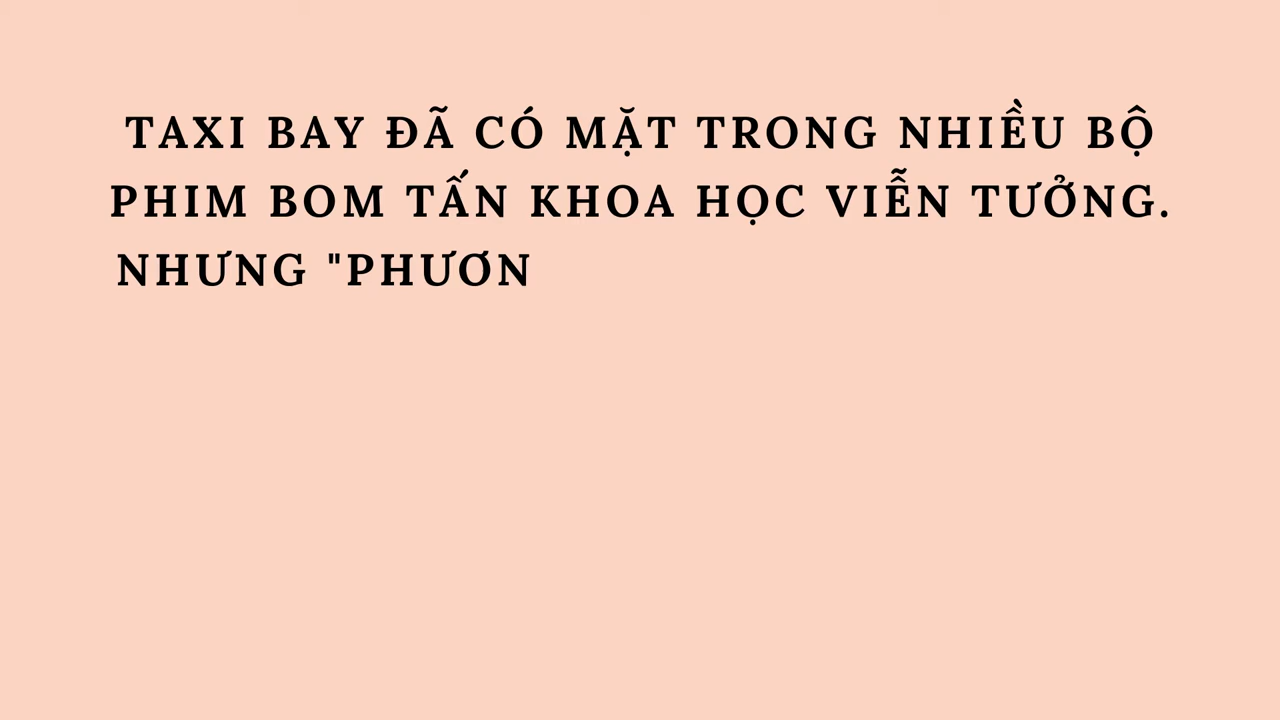 TAXI BAY ĐÃ CÓ MẶT TRONG NHIỀU BỘ
PHIM BOM TẤN KHOA HỌC VIỄN TƯỞNG.
NHƯNG "PHƯƠN